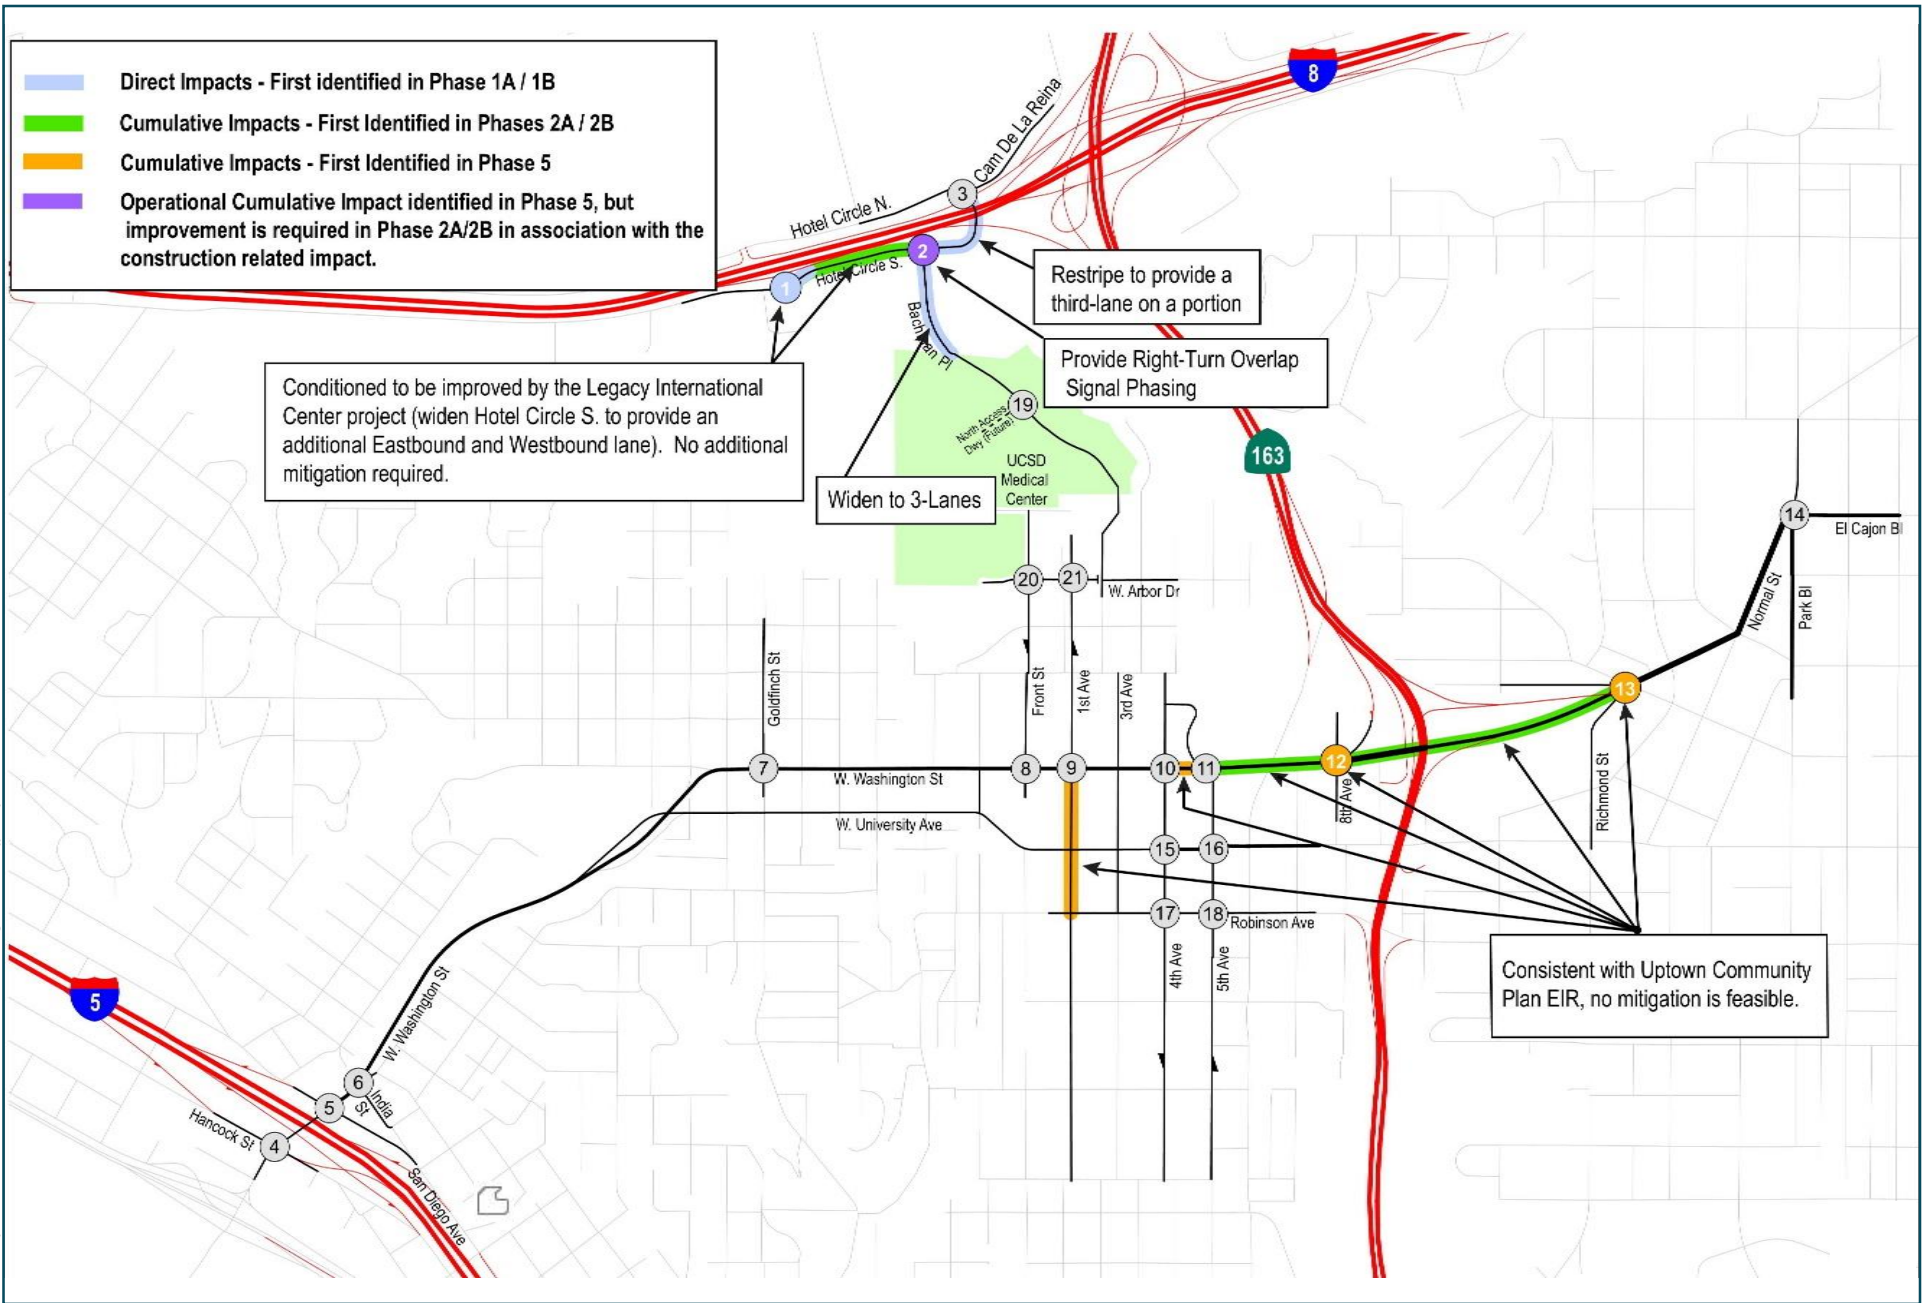 Direct Impacts - First identified in Phase 1A / 1B
Cumulative Impacts - First Identified in Phases 2A / 2B
Cumulative Impacts - First Identified in Phase 5
Operational Cumulative Impact identified in Phase 5, but
improvement is required in Phase 2A/2B in association with the
construction related impact.
8
Cam De La Reina
3
Hotel Circle N.
2
Hotel Circle S.
1
Restripe to provide a
third-lane on a portion
Bachman Pl
Provide Right-Turn Overlap
Signal Phasing
Conditioned to be improved by the Legacy International
Center project (widen Hotel Circle S. to provide an
additional Eastbound and Westbound lane). No additional
mitigation required.
19
North Access
Dwy (Future)
163
UCSD
Medical
Center
Widen to 3-Lanes
14
El Cajon Bl
Normal St
Park Bl
20
21
W. Arbor Dr
Goldfinch St
Front St
1st Ave
3rd Ave
13
7
8
9
10
11
12
W. Washington St
8th Ave
Richmond St
W. University Ave
15
16
17
18
Robinson Ave
4th Ave
5th Ave
Consistent with Uptown Community
Plan EIR, no mitigation is feasible.
5
W. Washington St
6
India
St
5
Hancock St
4
San Diego Ave